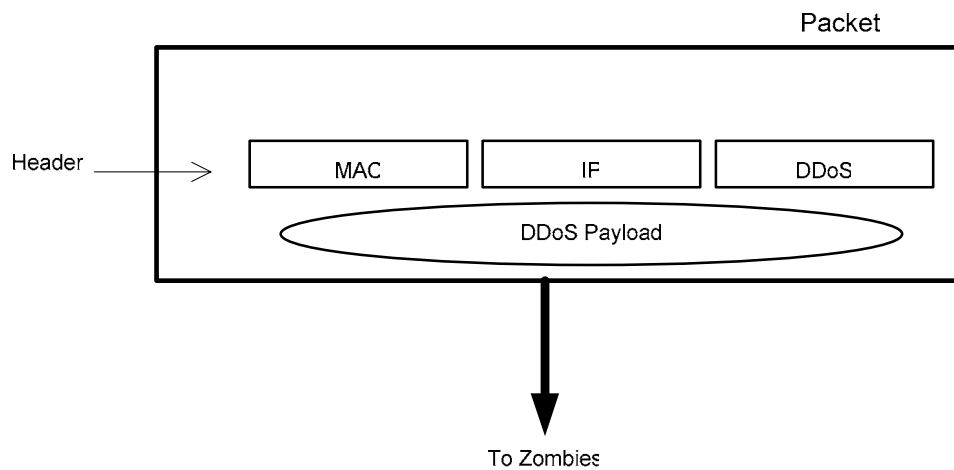 Packet
Header
MAC
IF
DDoS
DDoS Payload
To Zombies